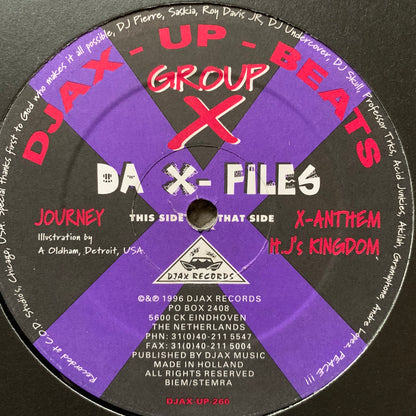 Special thanks first to God who makes it all possible, DJ Pierre, Saskia, Roy Davis JR, DJ Undercover, DJ Skull, Professor Trks, Acid Junkies, Akilah, Gramaphone, Andre Lopez. PEACE !!!
DJAX - UP - BEATS
GROUP
X
DA X- FILES
JOURNEY
THIS SIDE
THAT SIDE
X-ANTHEM
H.J's KINGDOM
Illustration by
A Oldham, Detroit, USA.
DJAX RECORDS
©&℗ 1996 DJAX RECORDS
PO BOX 2408
5600 CK EINDHOVEN
THE NETHERLANDS
PHN: 31(0)40-211 5547
FAX: 31(0)40-211 5004
PUBLISHED BY DJAX MUSIC
MADE IN HOLLAND
ALL RIGHTS RESERVED
BIEM/STEMRA
DJAX-UP-260
Recorded at C.O.D Studio's, Chicago USA.